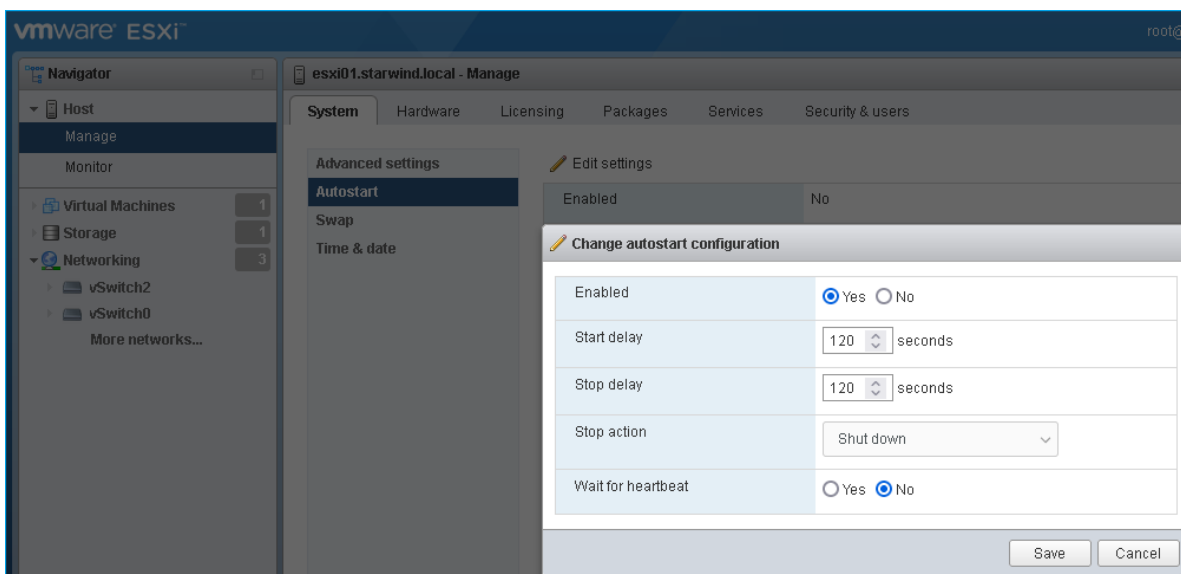 vmware ESXi™
root@
Navigator
esxi01.starwind.local - Manage
Host
Manage
Monitor
Virtual Machines 1
Storage 1
Networking 3
vSwitch2
vSwitch0
More networks...
System Hardware Licensing Packages Services Security & users
Advanced settings
Autostart
Swap
Time & date
Edit settings
Enabled No
Change autostart configuration
Enabled Yes No
Start delay 120 seconds
Stop delay 120 seconds
Stop action Shut down
Wait for heartbeat Yes No
Save Cancel